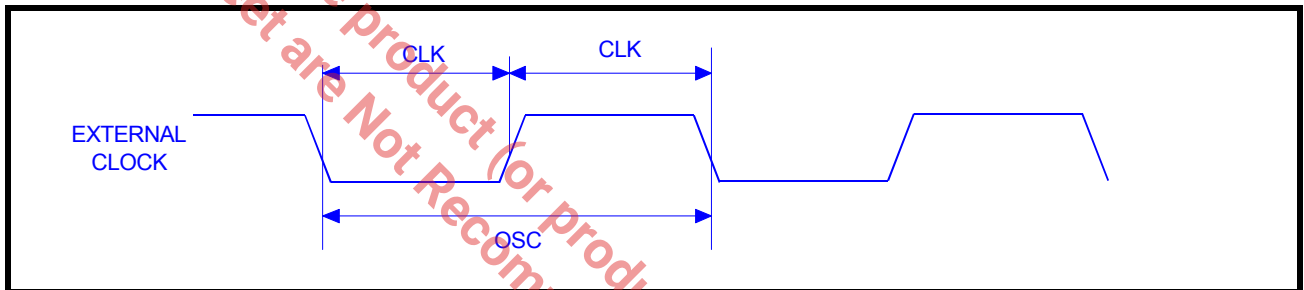 CLK
CLK
EXTERNAL
CLOCK
OSC
product (or produ
et are Not Recom